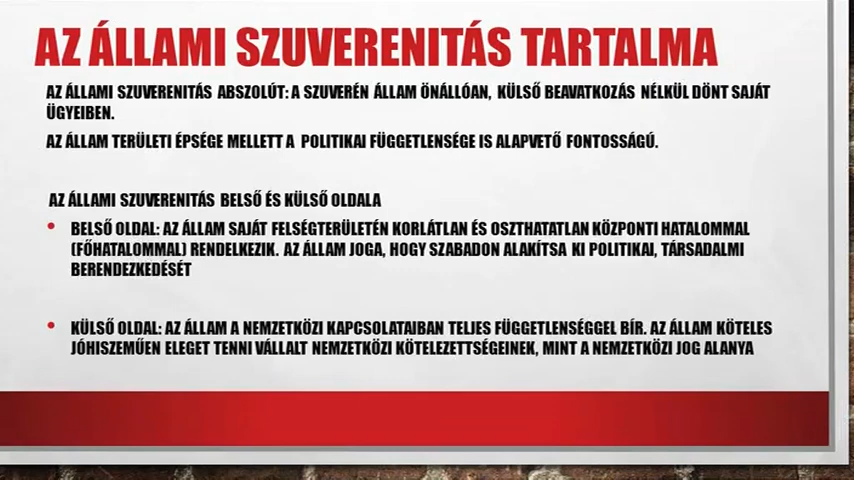 AZ ÁLLAMI SZUVERENITÁS TARTALMA
AZ ÁLLAMI SZUVERENITÁS ABSZOLÚT: A SZUVERÉN ÁLLAM ÖNÁLLÓAN, KÜLSŐ BEAVATKOZÁS NÉLKÜL DÖNT SAJÁT
ÜGYEIBEN.
AZ ÁLLAM TERÜLETI ÉPSÉGE MELLETT A POLITIKAI FÜGGETLENSÉGE IS ALAPVETŐ FONTOSSÁGÚ.
AZ ÁLLAMI SZUVERENITÁS BELSŐ ÉS KÜLSŐ OLDALA
• BELSŐ OLDAL: AZ ÁLLAM SAJÁT FELSÉGTERÜLETÉN KORLÁTLAN ÉS OSZTHATATLAN KÖZPONTI HATALOMMAL
(FŐHATALOMMAL) RENDELKEZIK. AZ ÁLLAM JOGA, HOGY SZABADON ALAKÍTSA KI POLITIKAI, TÁRSADALMI
BERENDEZKEDÉSÉT
• KÜLSŐ OLDAL: AZ ÁLLAM A NEMZETKÖZI KAPCSOLATAIBAN TELJES FÜGGETLENSÉGGEL BÍR. AZ ÁLLAM KÖTELES
JÓHISZEMŰEN ELEGET TENNI VÁLLALT NEMZETKÖZI KÖTELEZETTSÉGEINEK, MINT A NEMZETKÖZI JOG ALANYA